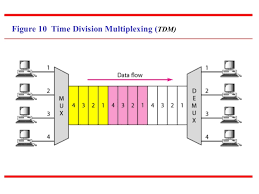 Figure 10 Time Division Multiplexing (TDM)
Data flow
1 1
2 M 4 3 2 1 4 3 2 1 4 3 2 1 D 2
U E
X M
3 U 3
X
4 4